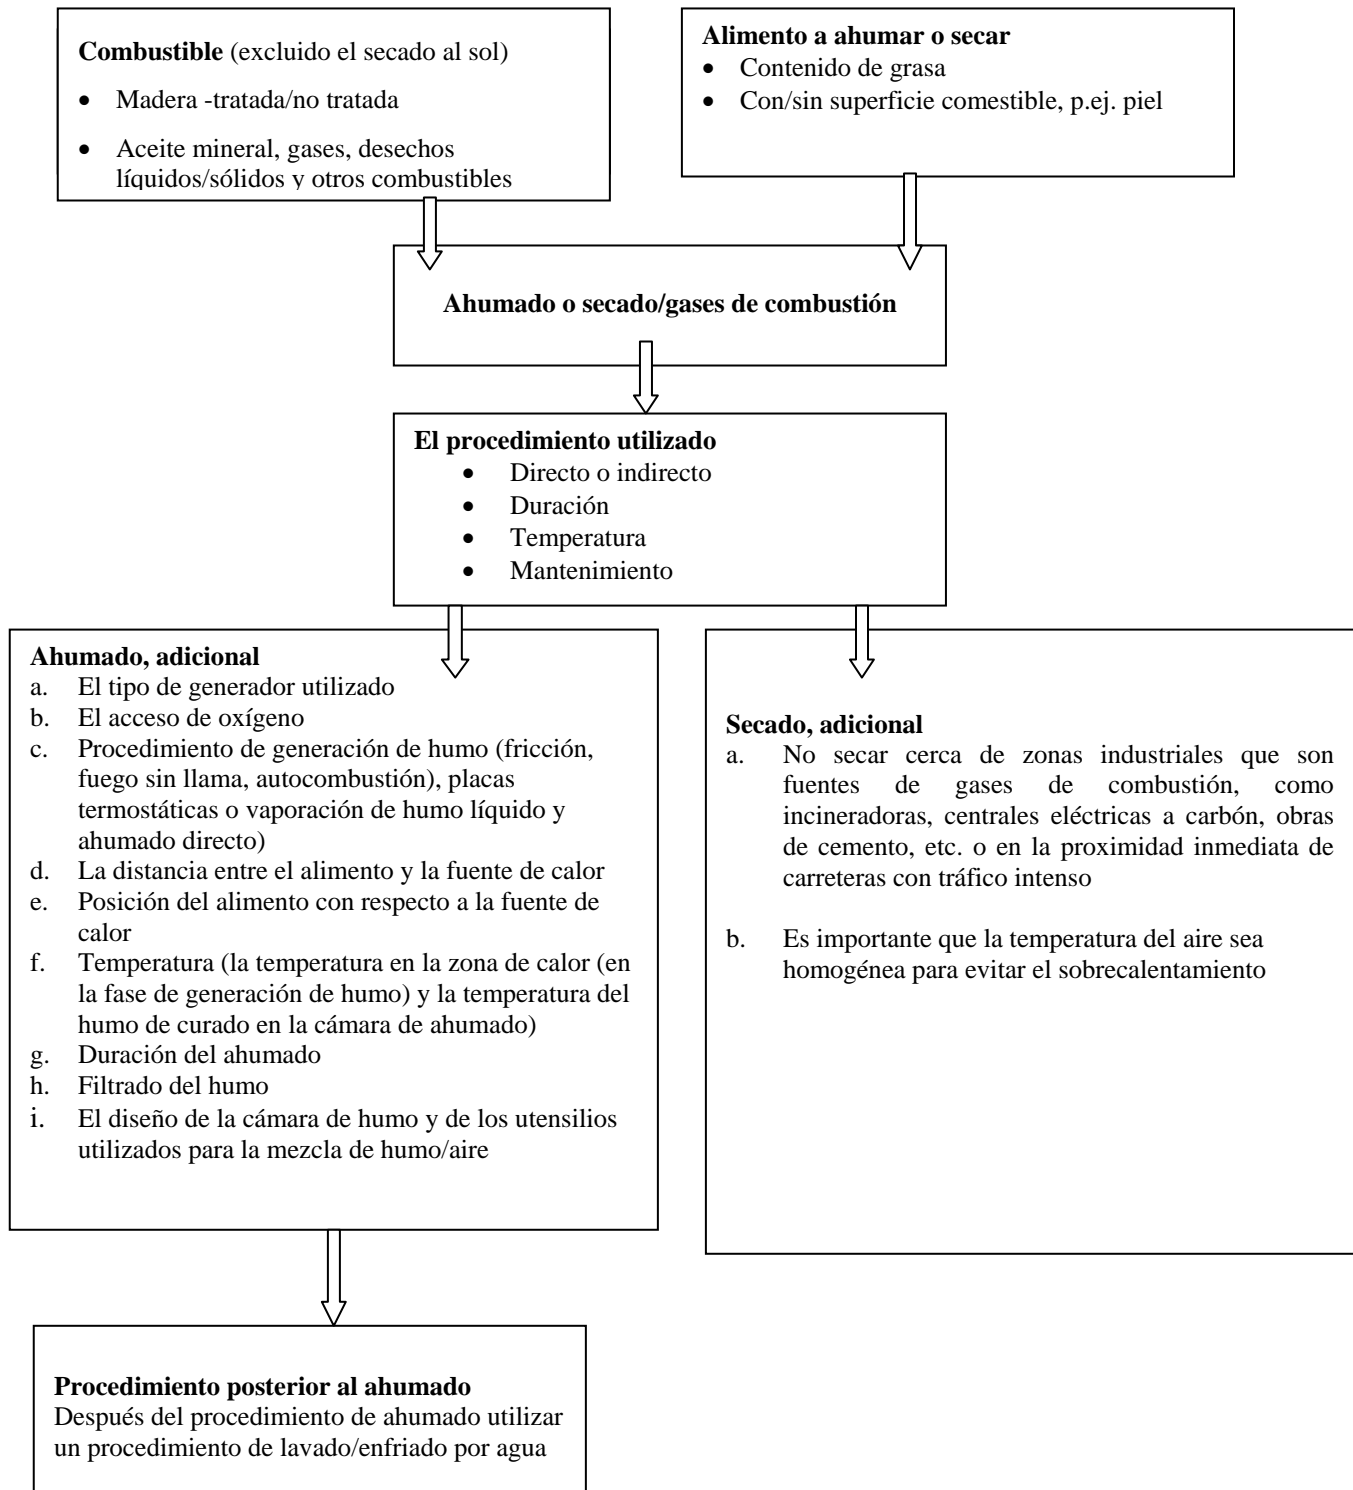 Combustible (excluido el secado al sol)
• Madera -tratada/no tratada
• Aceite mineral, gases, desechos
líquidos/sólidos y otros combustibles
Alimento a ahumar o secar
• Contenido de grasa
• Con/sin superficie comestible, p.ej. piel
Ahumado o secado/gases de combustión
El procedimiento utilizado
• Directo o indirecto
• Duración
• Temperatura
• Mantenimiento
Ahumado, adicional
a. El tipo de generador utilizado
b. El acceso de oxígeno
c. Procedimiento de generación de humo (fricción,
fuego sin llama, autocombustión), placas
termostáticas o vaporación de humo líquido y
ahumado directo)
d. La distancia entre el alimento y la fuente de calor
e. Posición del alimento con respecto a la fuente de
calor
f. Temperatura (la temperatura en la zona de calor (en
la fase de generación de humo) y la temperatura del
humo de curado en la cámara de ahumado)
g. Duración del ahumado
h. Filtrado del humo
i. El diseño de la cámara de humo y de los utensilios
utilizados para la mezcla de humo/aire
Secado, adicional
a. No secar cerca de zonas industriales que son
fuentes de gases de combustión, como
incineradoras, centrales eléctricas a carbón, obras
de cemento, etc. o en la proximidad inmediata de
carreteras con tráfico intenso
b. Es importante que la temperatura del aire sea
homogénea para evitar el sobrecalentamiento
Procedimiento posterior al ahumado
Después del procedimiento de ahumado utilizar
un procedimiento de lavado/enfriado por agua